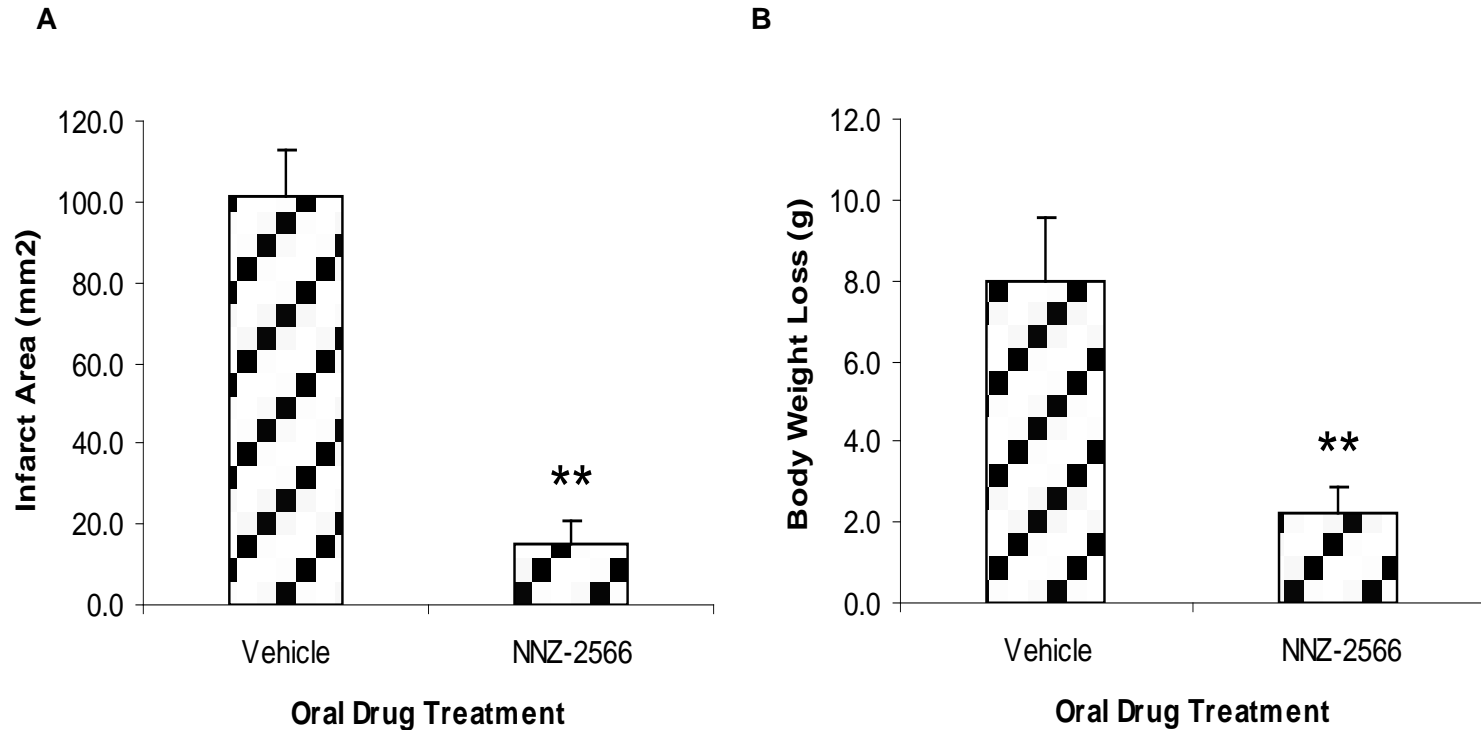 A
Infarct Area (mm2)
120.0
100.0
80.0
60.0
40.0
20.0
0.0
**
Vehicle
NNZ-2566
Oral Drug Treatment
B
Body Weight Loss (g)
12.0
10.0
8.0
6.0
4.0
2.0
0.0
**
Vehicle
NNZ-2566
Oral Drug Treatment